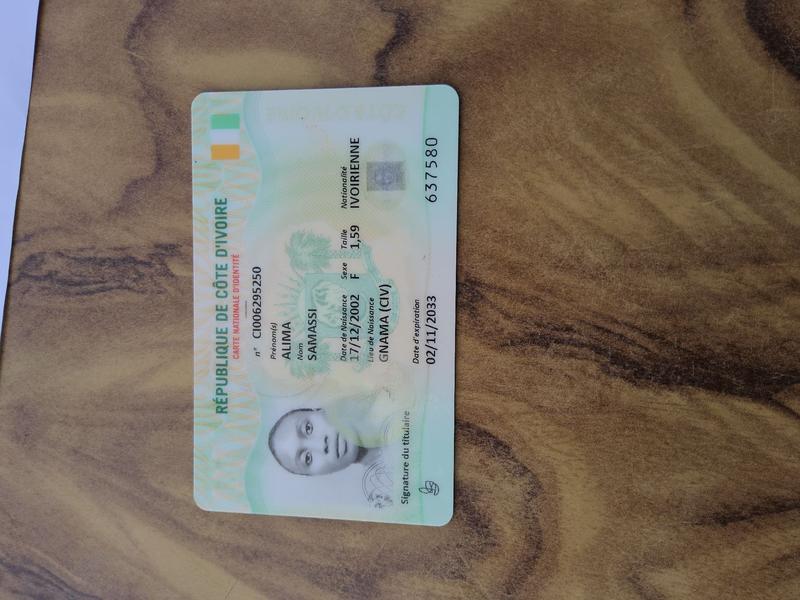 RÉPUBLIQUE DE CÔTE D'IVOIRE
CARTE NATIONALE D'IDENTITÉ
n° CI006295250
Prénom(s)
ALIMA
Nom
SAMASSI
Date de Naissance Sexe Taille Nationalité
17/12/2002 F 1,59 IVOIRIENNE
Lieu de Naissance
GNAMA (CIV)
Date d'expiration
02/11/2033
637580
Signature du titulaire